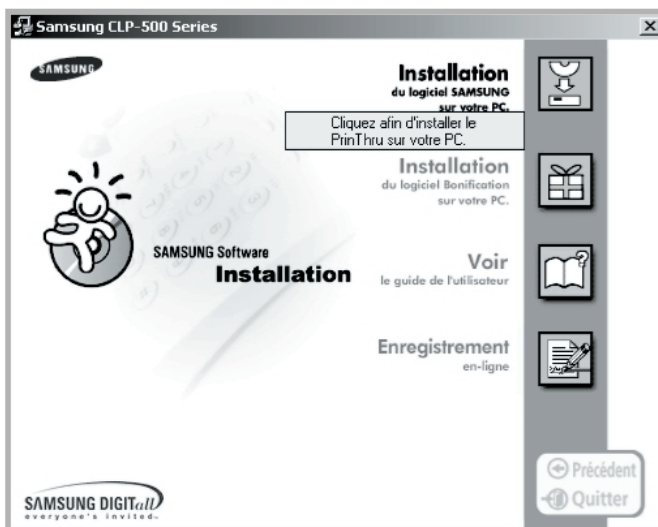 Samsung CLP-500 Series
SAMSUNG
Installation
du logiciel SAMSUNG
sur votre PC.
Cliquez afin d'installer le
PrinThru sur votre PC.
Installation
du logiciel Bonification
sur votre PC.
SAMSUNG Software
Installation
Voir
le guide de l'utilisateur
Enregistrement
en-ligne
Précédent
Quitter
SAMSUNG DIGITall
everyone's invited™